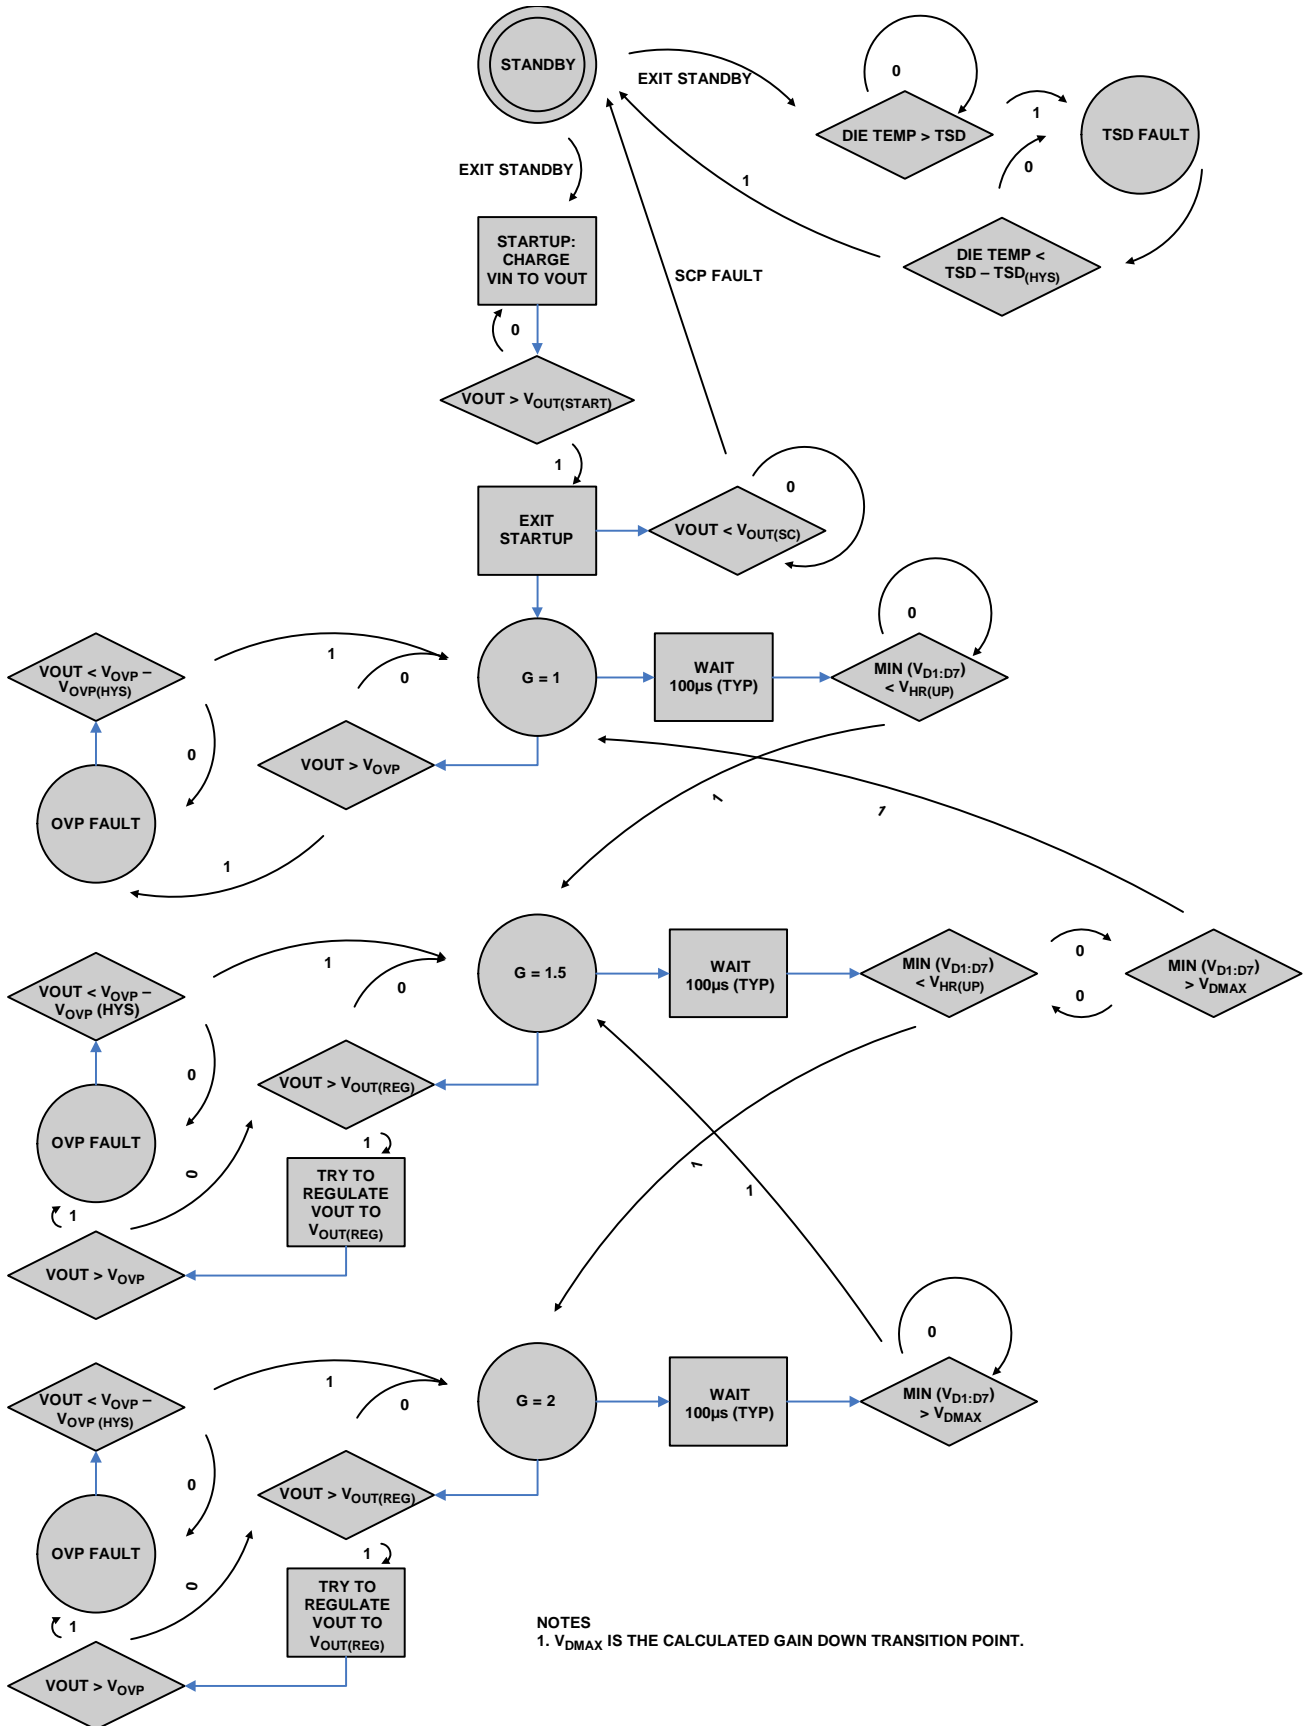 STANDBY
EXIT STANDBY
0
DIE TEMP > TSD
1
TSD FAULT
0
EXIT STANDBY
1
STARTUP:
CHARGE
VIN TO VOUT
DIE TEMP <
TSD – TSD(HYS)
SCP FAULT
0
VOUT > VOUT(START)
1
0
EXIT
STARTUP
VOUT < VOUT(SC)
0
VOUT < VOVP –
VOVP(HYS)
1
0
G = 1
WAIT
100µs (TYP)
MIN (VD1:D7)
< VHR(UP)
0
VOUT > VOVP
OVP FAULT
1
1
1
VOUT < VOVP –
VOVP (HYS)
1
0
G = 1.5
WAIT
100µs (TYP)
MIN (VD1:D7)
< VHR(UP)
0
0
MIN (VD1:D7)
> VDMAX
0
VOUT > VOUT(REG)
OVP FAULT
1
0
TRY TO
REGULATE
VOUT TO
VOUT(REG)
1
1
1
VOUT > VOVP
0
VOUT < VOVP –
VOVP (HYS)
1
0
G = 2
WAIT
100µs (TYP)
MIN (VD1:D7)
> VDMAX
0
VOUT > VOUT(REG)
OVP FAULT
1
0
TRY TO
REGULATE
VOUT TO
VOUT(REG)
1
VOUT > VOVP
NOTES
1. VDMAX IS THE CALCULATED GAIN DOWN TRANSITION POINT.